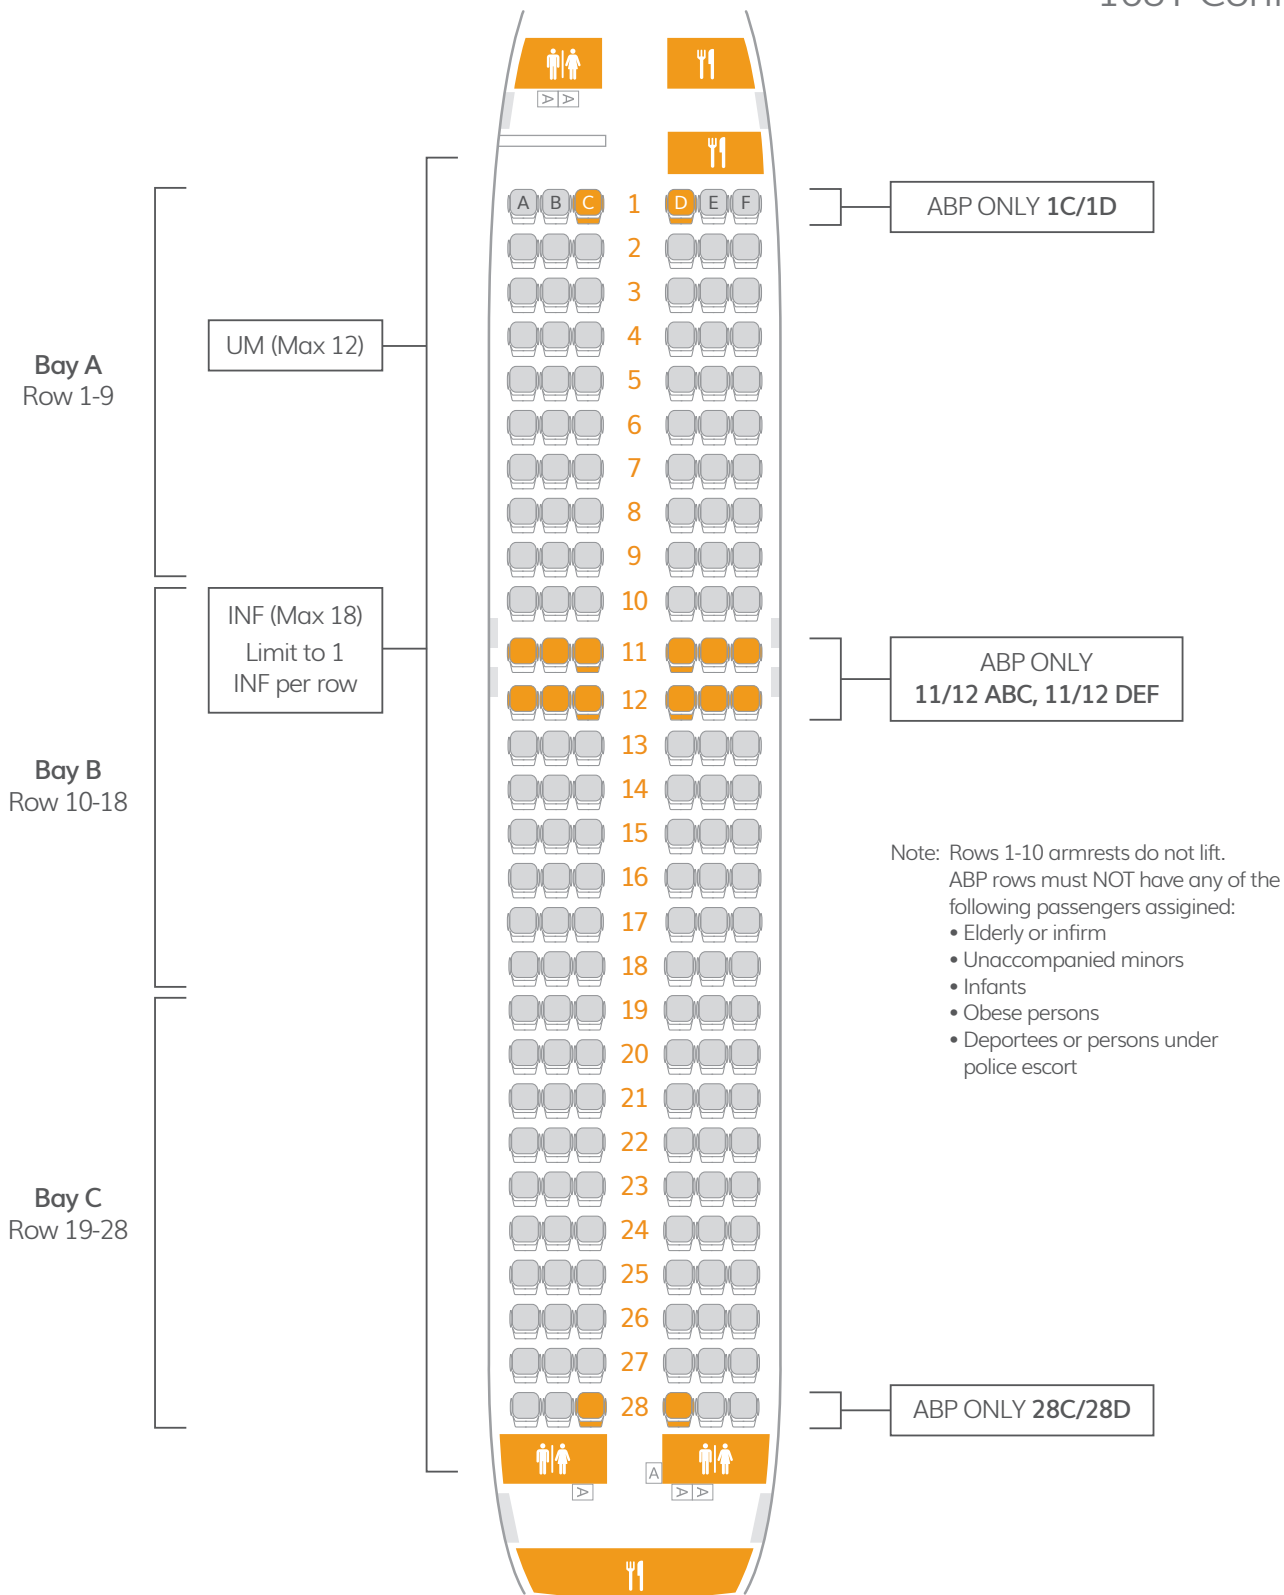 A A
A B C 1 D E F
ABP ONLY 1C/1D
2
3
UM (Max 12)
4
Bay A
Row 1-9
5
6
7
8
9
INF (Max 18)
Limit to 1
INF per row
10
11
ABP ONLY
11/12 ABC, 11/12 DEF
12
13
Bay B
Row 10-18
14
15
Note: Rows 1-10 armrests do not lift.
ABP rows must NOT have any of the
following passengers assigined:
• Elderly or infirm
• Unaccompanied minors
• Infants
• Obese persons
• Deportees or persons under
police escort
16
17
18
19
20
21
22
Bay C
Row 19-28
23
24
25
26
27
28
ABP ONLY 28C/28D
A
A A A